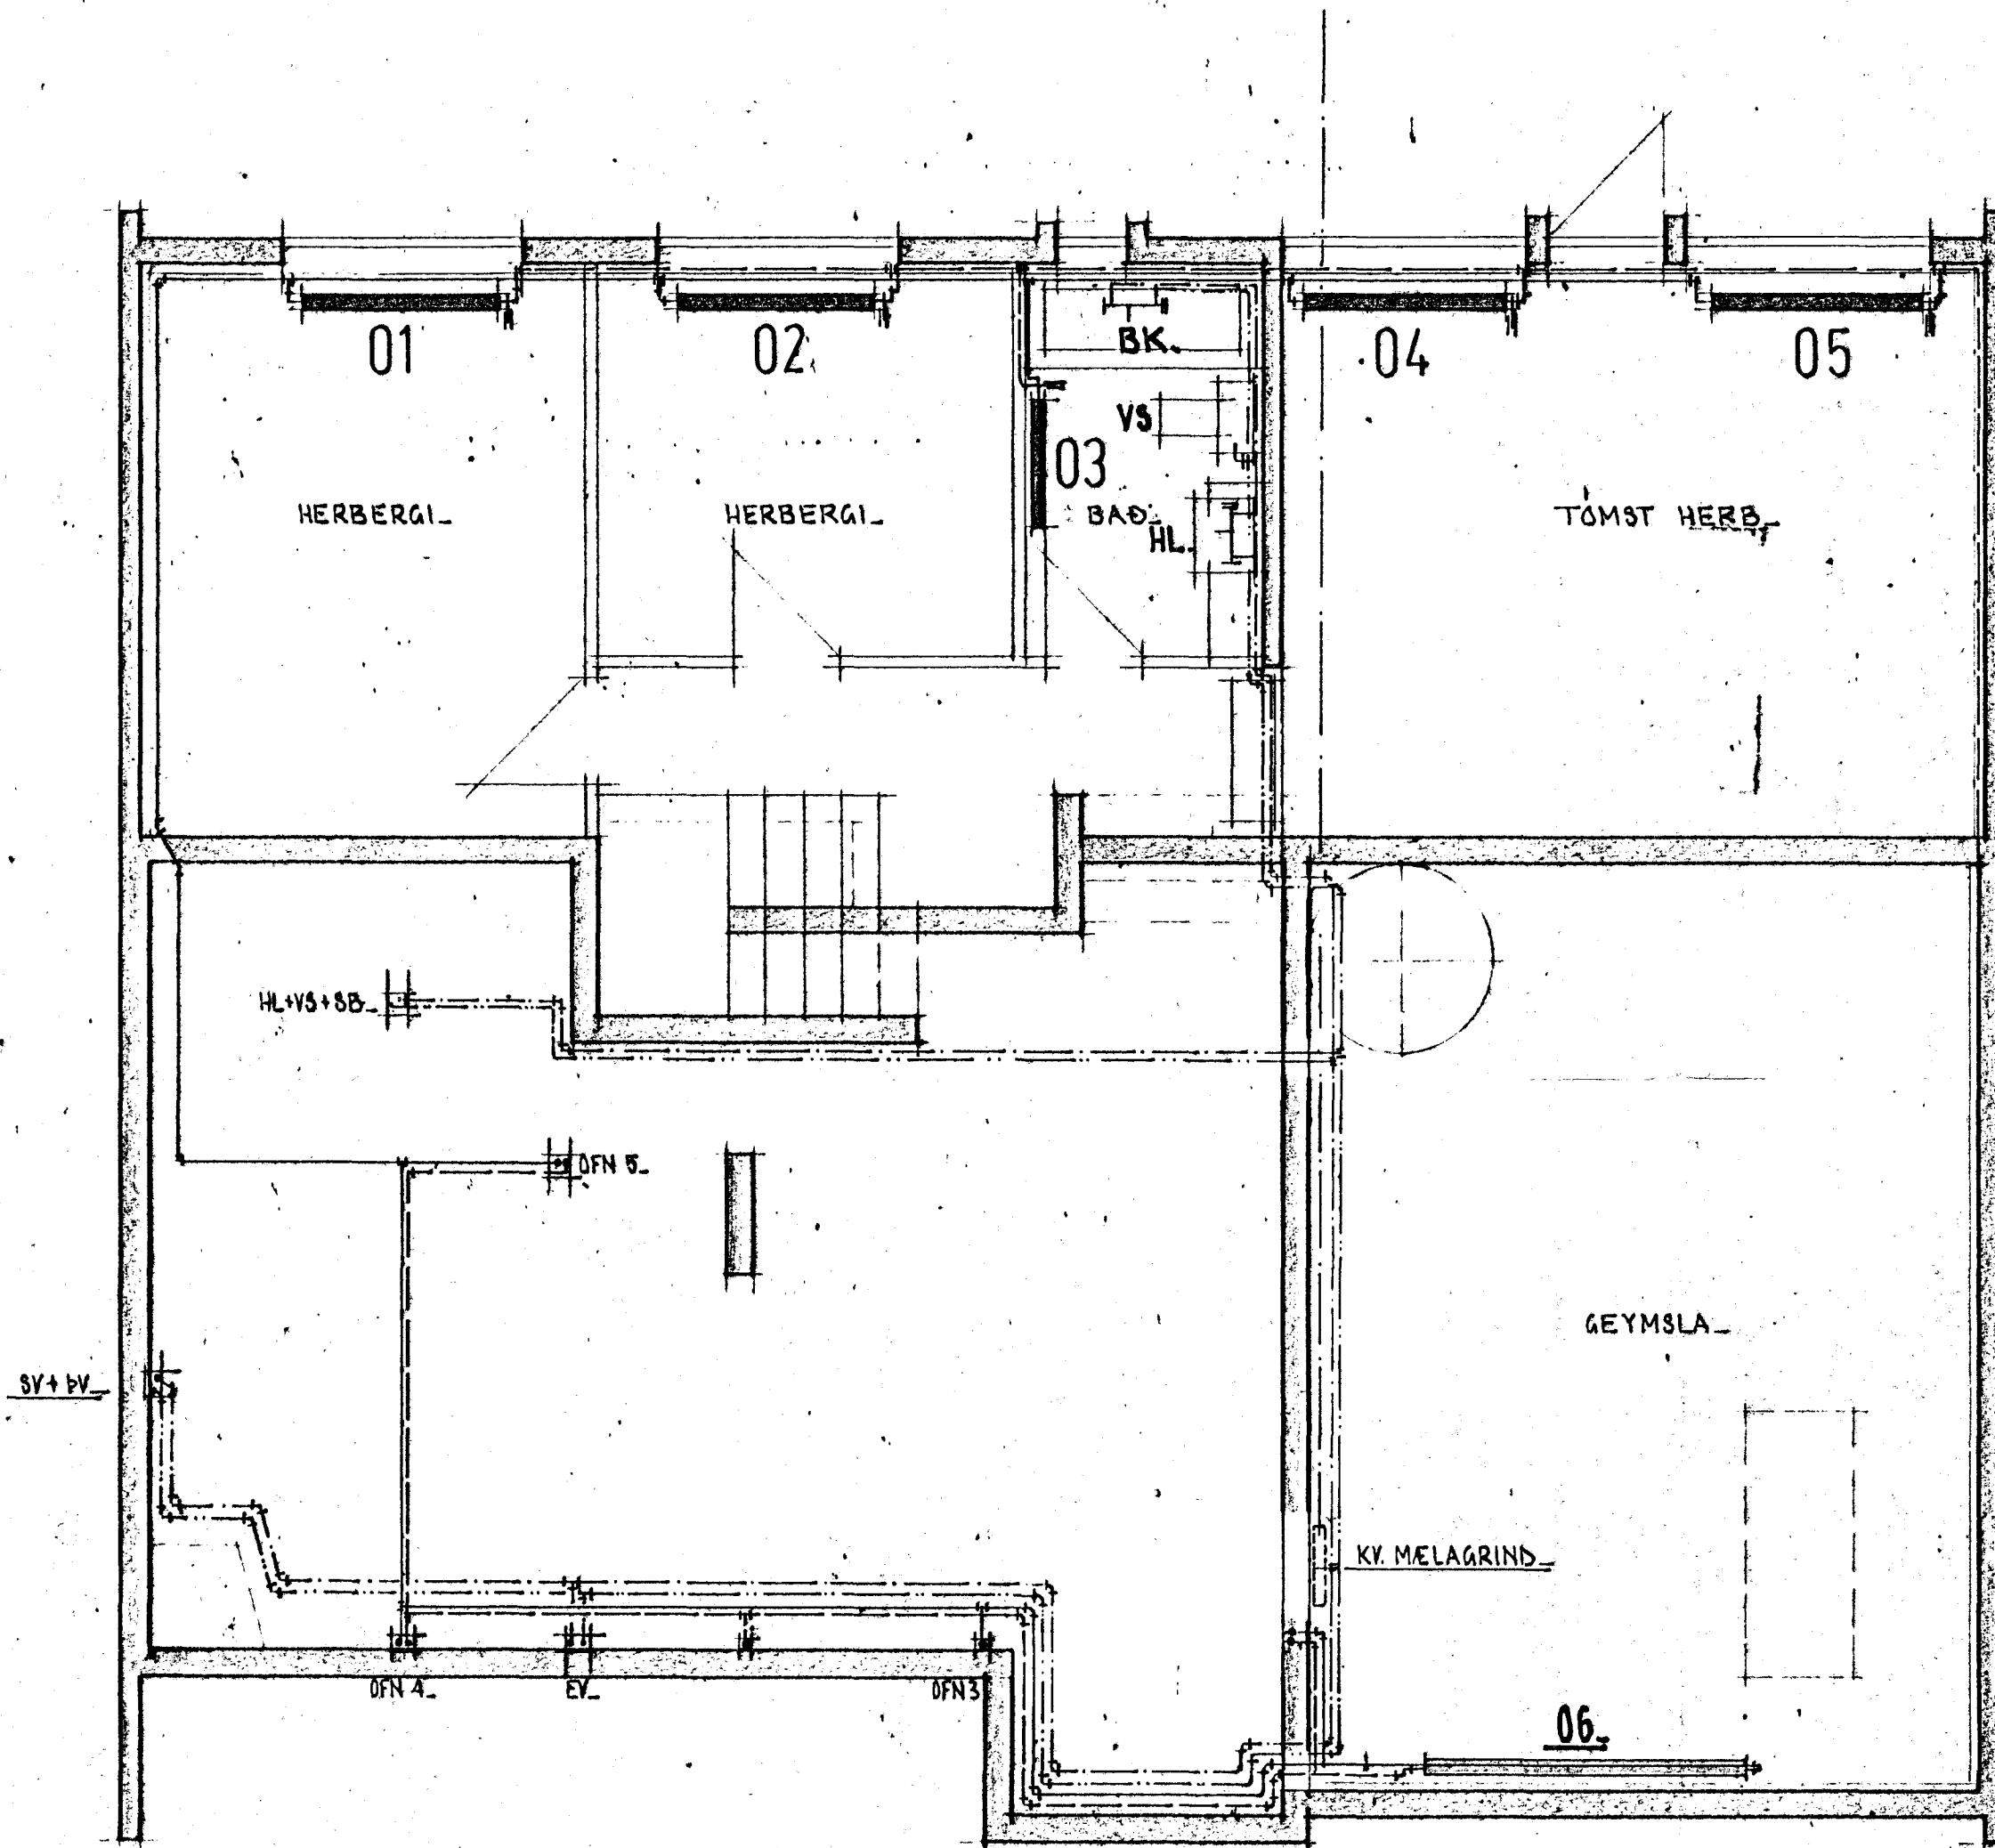 01
02
BK.
04
05
VS
03
HERBERGI
HERBERGI
BAÐ
HL.
TÓMST HERB
HL+VS+SB
OFN 5
GEYMSLA
SV+ÞV
KV. MÆLAGRIND
OFN 4
EV
OFN 3
06